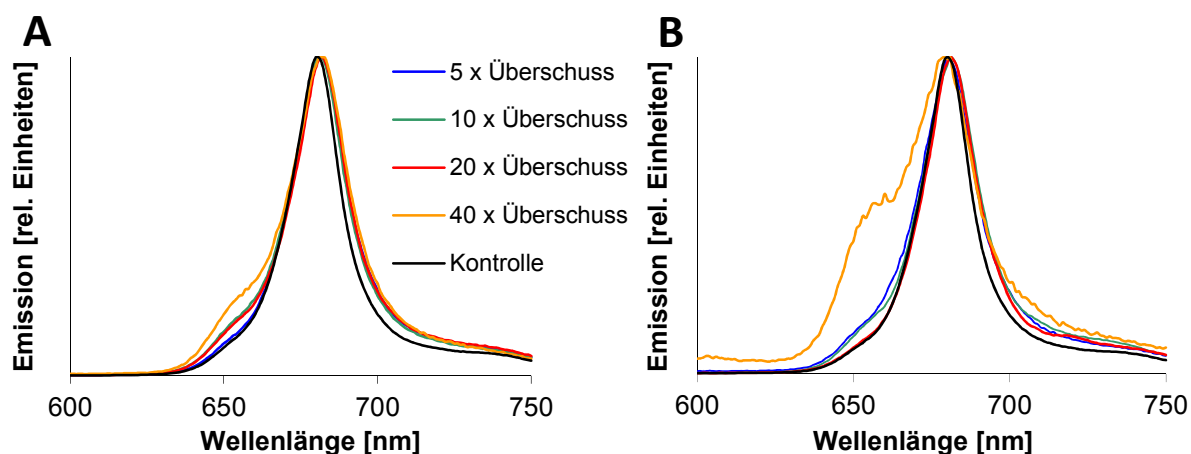 A
Emission [rel. Einheiten]
5 x Überschuss
10 x Überschuss
20 x Überschuss
40 x Überschuss
Kontrolle
600 650 700 750
Wellenlänge [nm]
B
Emission [rel. Einheiten]
600 650 700 750
Wellenlänge [nm]